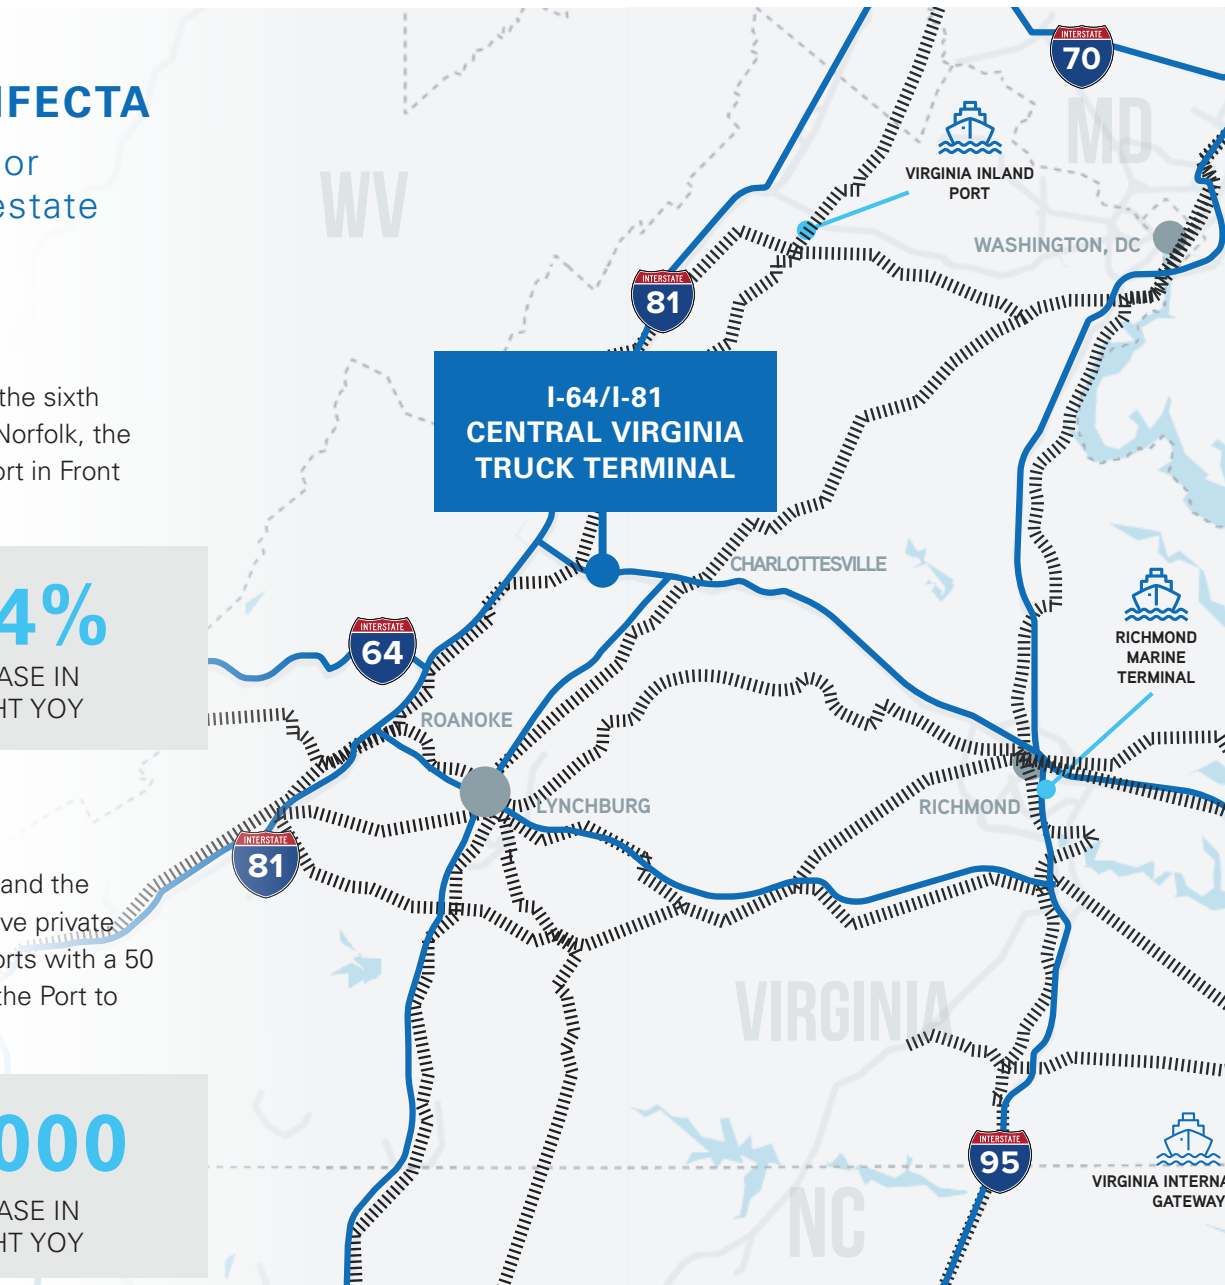 IFECTA
or
estate
the sixth
Norfolk, the
ort in Front
4%
ASE IN
HT YOY
and the
ve private
orts with a 50
the Port to
000
ASE IN
HT YOY
INTERSTATE
70
MD
VIRGINIA INLAND
PORT
WV
WASHINGTON, DC
INTERSTATE
81
I-64/I-81
CENTRAL VIRGINIA
TRUCK TERMINAL
CHARLOTTESVILLE
INTERSTATE
64
RICHMOND
MARINE
TERMINAL
ROANOKE
LYNCHBURG
RICHMOND
INTERSTATE
81
VIRGINIA
INTERSTATE
95
VIRGINIA INTERNA
GATEWAY
NC